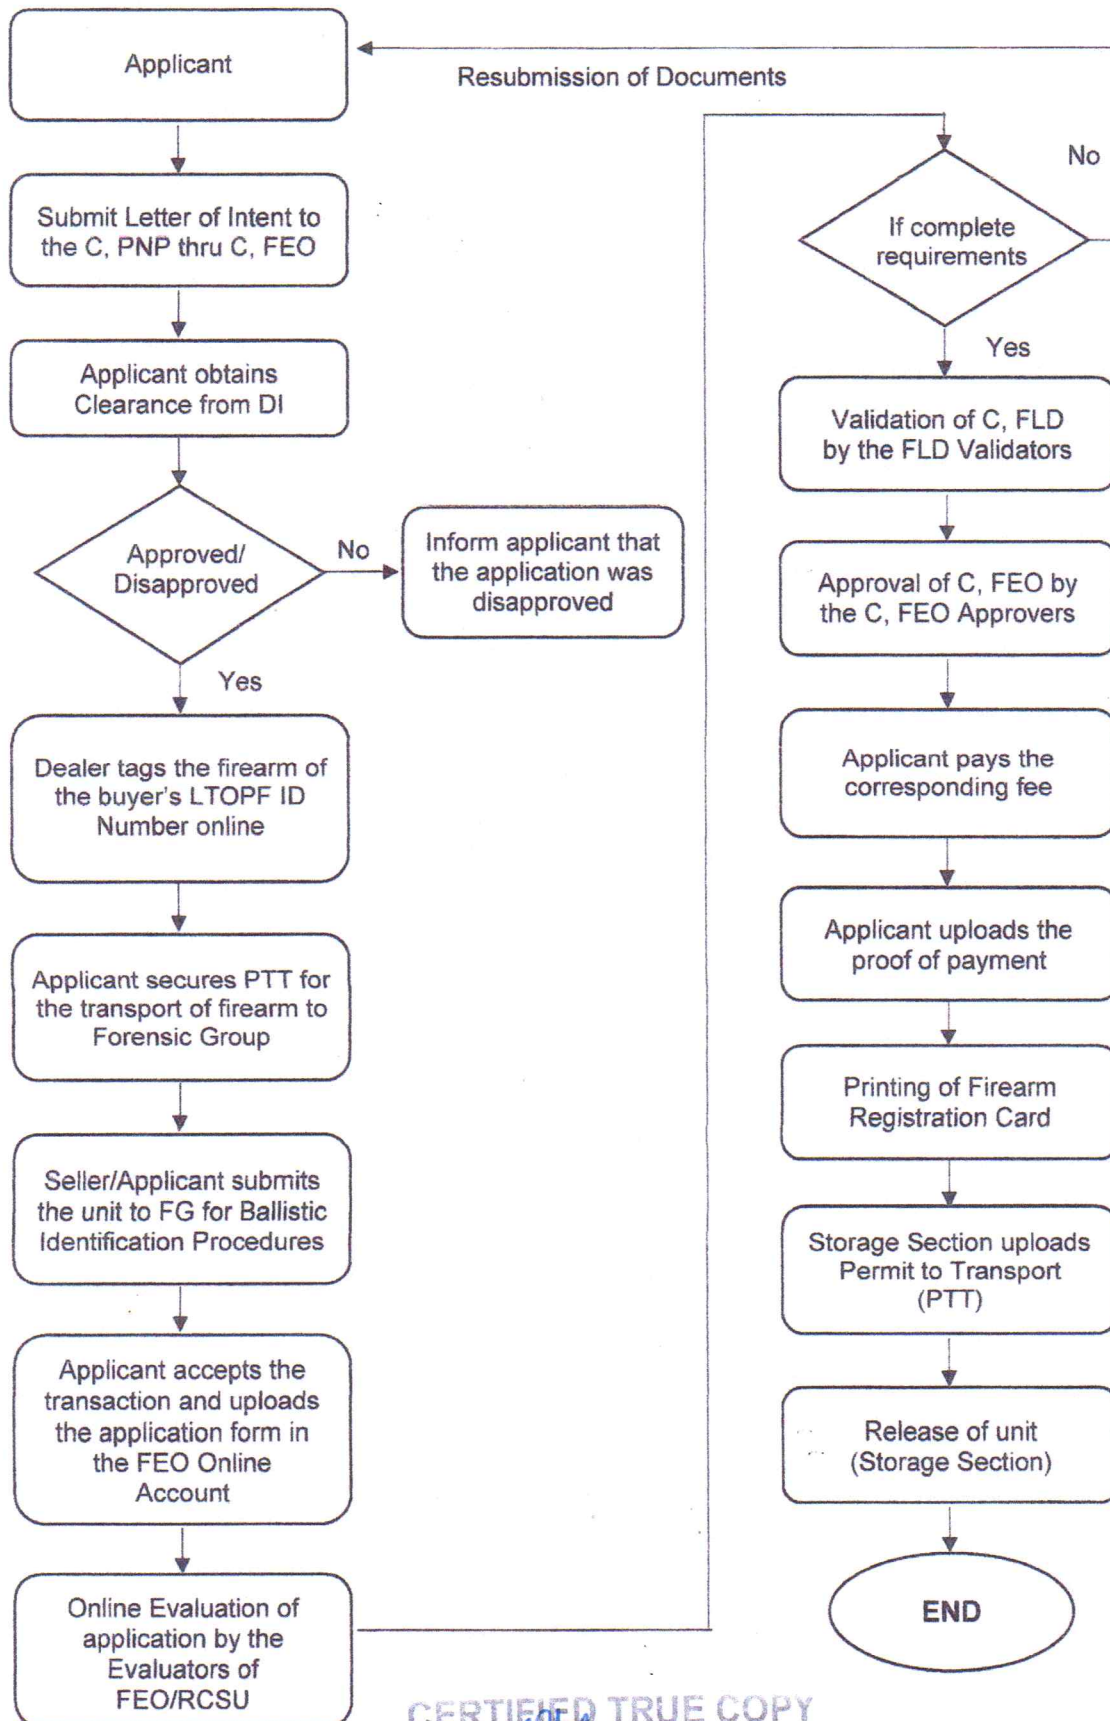 Applicant
Resubmission of Documents
Submit Letter of Intent to
the C, PNP thru C, FEO
Applicant obtains
Clearance from DI
Approved/
Disapproved
No
Inform applicant that
the application was
disapproved
Yes
Dealer tags the firearm of
the buyer's LTOPF ID
Number online
Applicant secures PTT for
the transport of firearm to
Forensic Group
Seller/Applicant submits
the unit to FG for Ballistic
Identification Procedures
Applicant accepts the
transaction and uploads
the application form in
the FEO Online
Account
Online Evaluation of
application by the
Evaluators of
FEO/RCSU
If complete
requirements
No
Yes
Validation of C, FLD
by the FLD Validators
Approval of C, FEO by
the C, FEO Approvers
Applicant pays the
corresponding fee
Applicant uploads the
proof of payment
Printing of Firearm
Registration Card
Storage Section uploads
Permit to Transport
(PTT)
Release of unit
(Storage Section)
END
CERTIFIED TRUE COPY